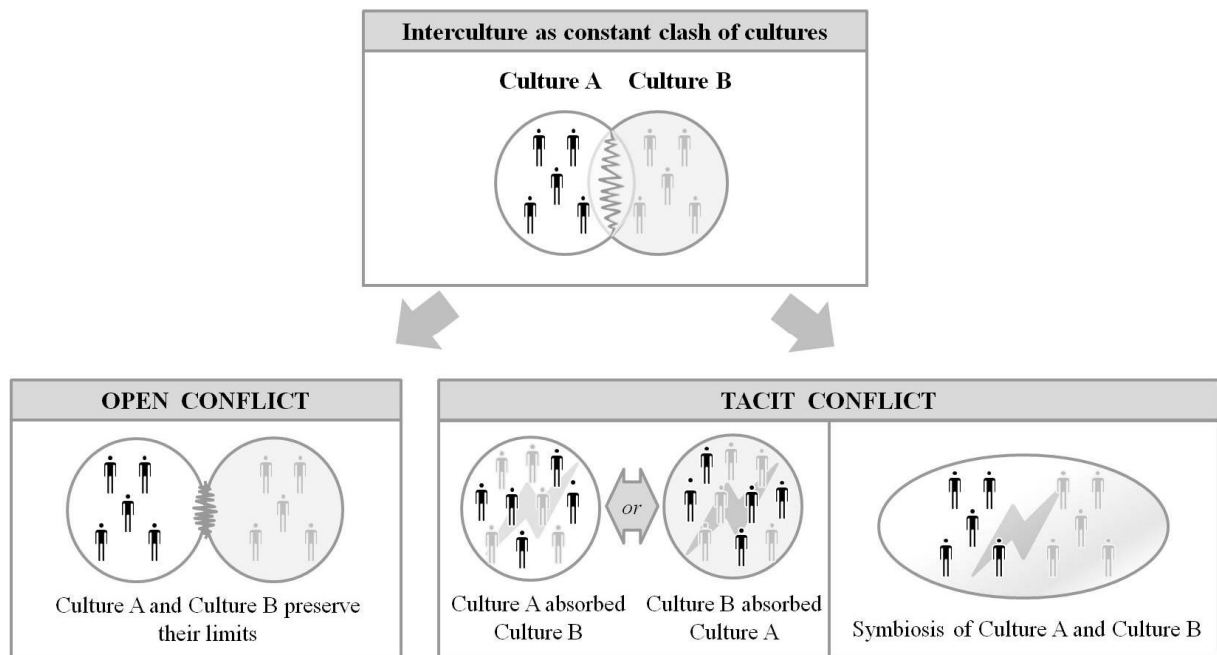 Interculture as constant clash of cultures
Culture A
Culture B
OPEN CONFLICT
Culture A and Culture B preserve
their limits
TACIT CONFLICT
or
Culture A absorbed
Culture B
Culture B absorbed
Culture A
Symbiosis of Culture A and Culture B